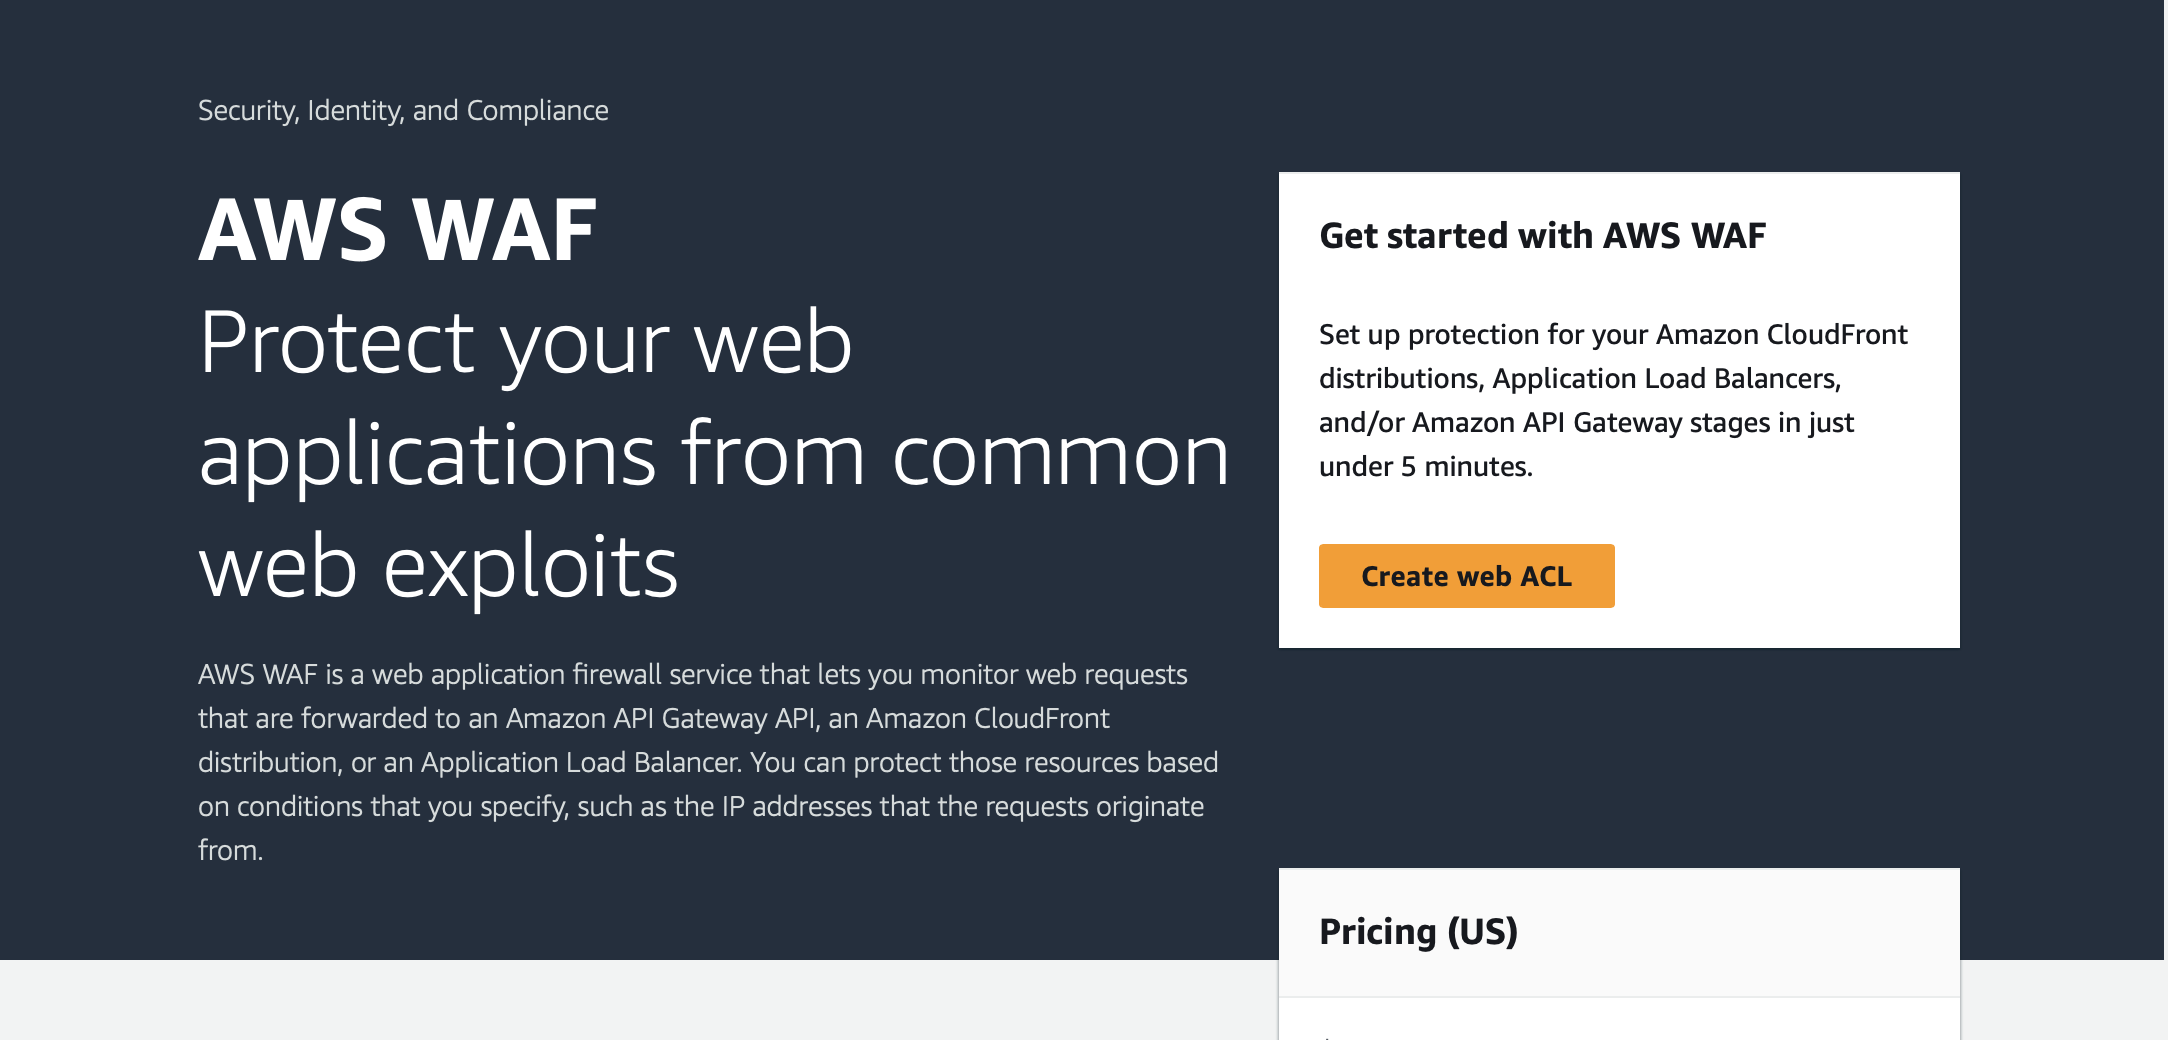 Security, Identity, and Compliance
AWS WAF
Protect your web
applications from common
web exploits
AWS WAF is a web application firewall service that lets you monitor web requests
that are forwarded to an Amazon API Gateway API, an Amazon CloudFront
distribution, or an Application Load Balancer. You can protect those resources based
on conditions that you specify, such as the IP addresses that the requests originate
from.
Get started with AWS WAF
Set up protection for your Amazon CloudFront
distributions, Application Load Balancers,
and/or Amazon API Gateway stages in just
under 5 minutes.
Create web ACL
Pricing (US)